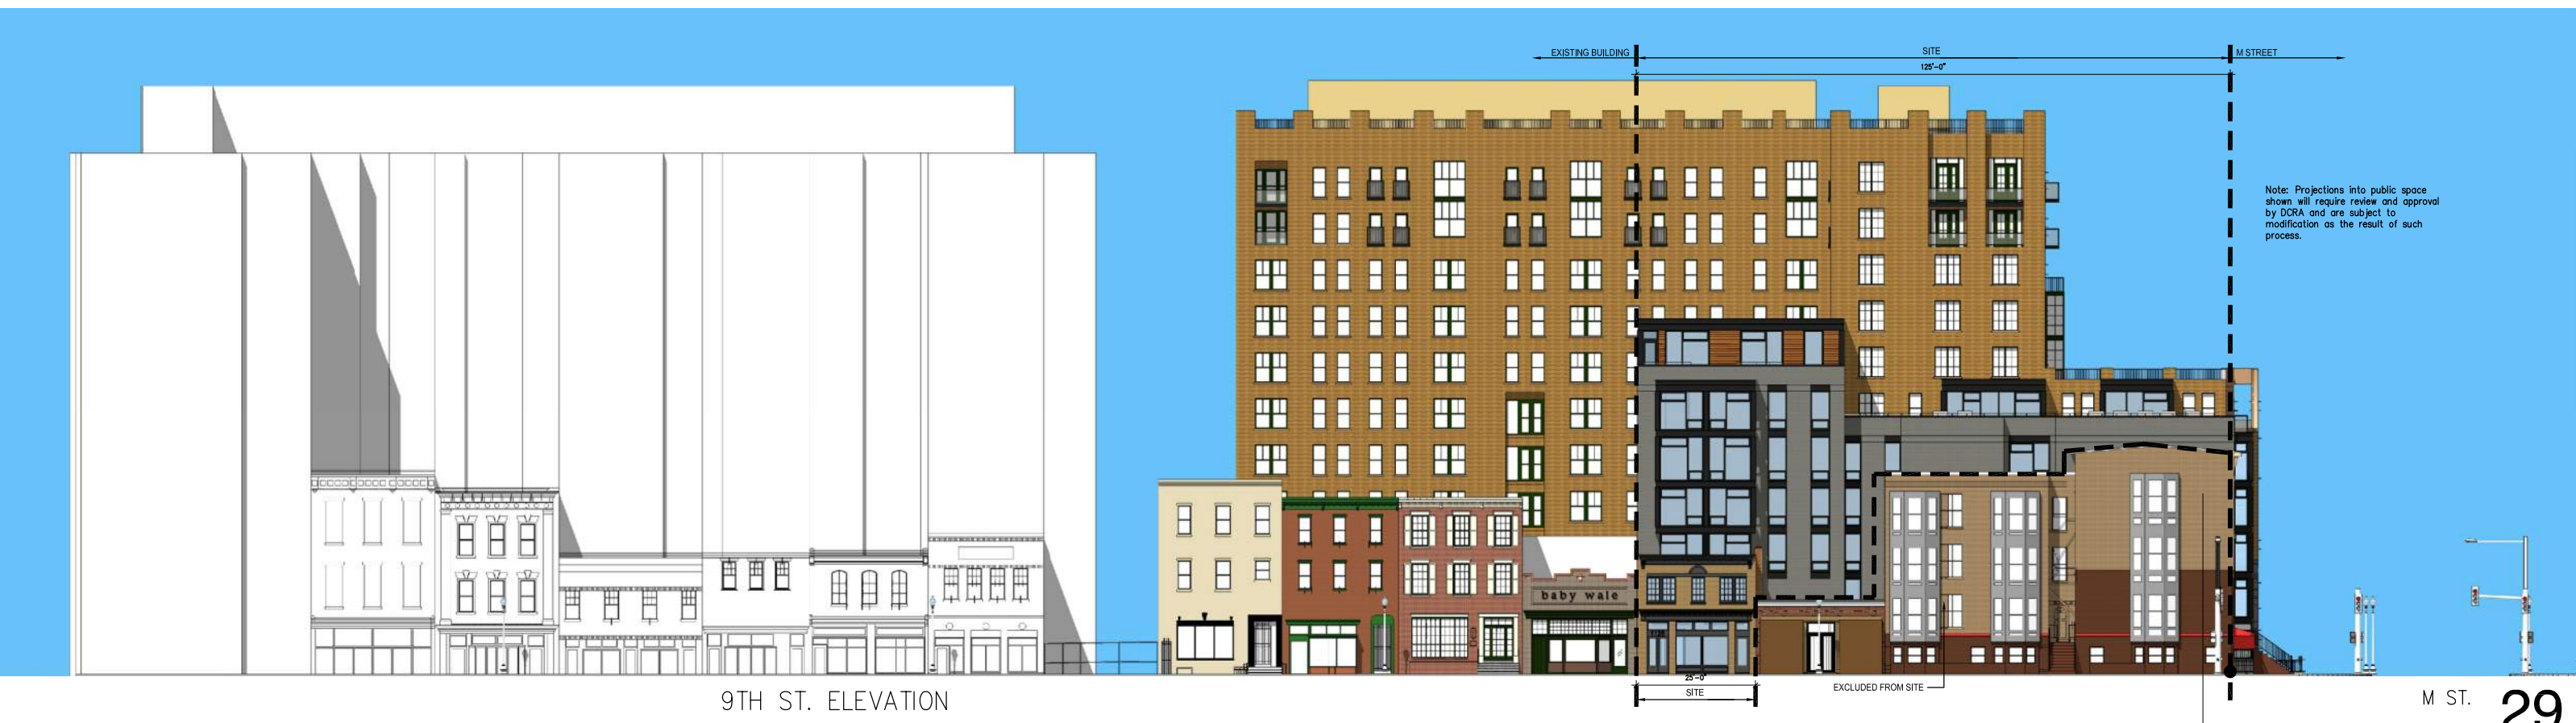 EXISTING BUILDING
SITE
M STREET
125'-0"
Note: Projections into public space
shown will require review and approval
by DCRA and are subject to
modification as the result of such
process.
baby wale
25'-0"
SITE
EXCLUDED FROM SITE
9TH ST. ELEVATION
M ST.
29